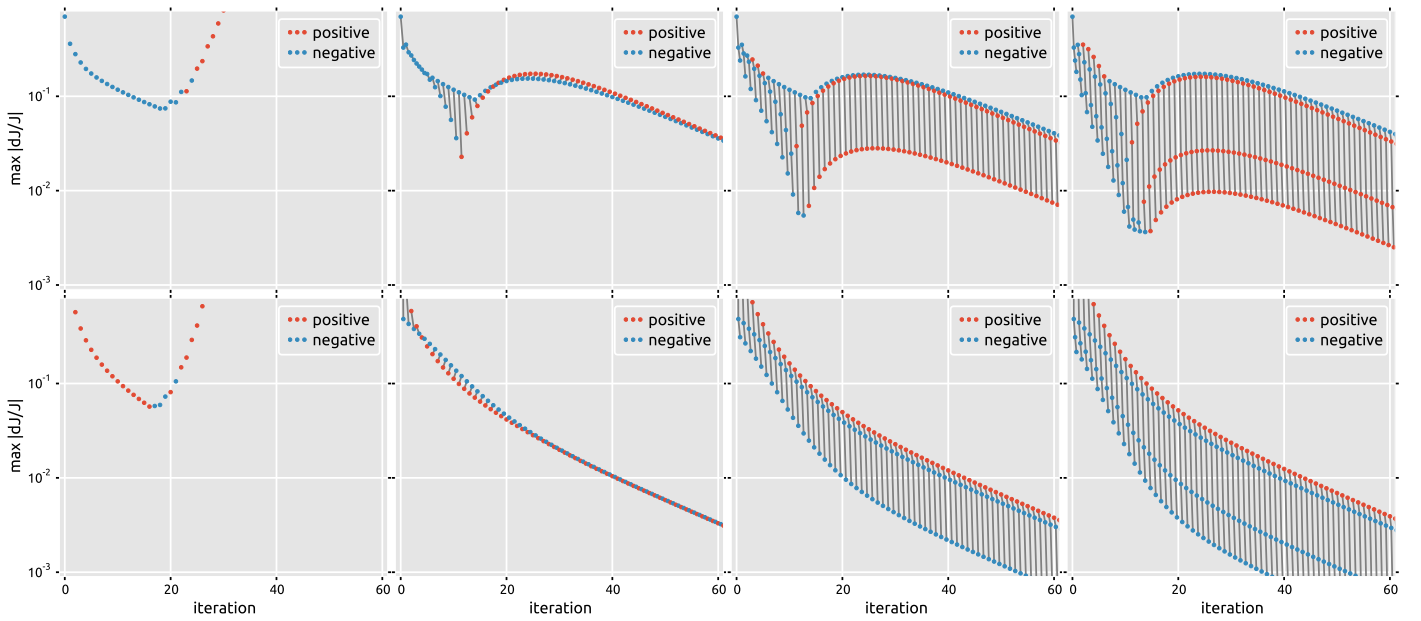 positive
negative
positive
negative
positive
negative
positive
negative
max |dJ/J|
10-1
10-2
10-3
positive
negative
positive
negative
positive
negative
positive
negative
max |dJ/J|
10-1
10-2
10-3
0 20 40 60 0 20 40 60 0 20 40 60 0 20 40 60
iteration iteration iteration iteration